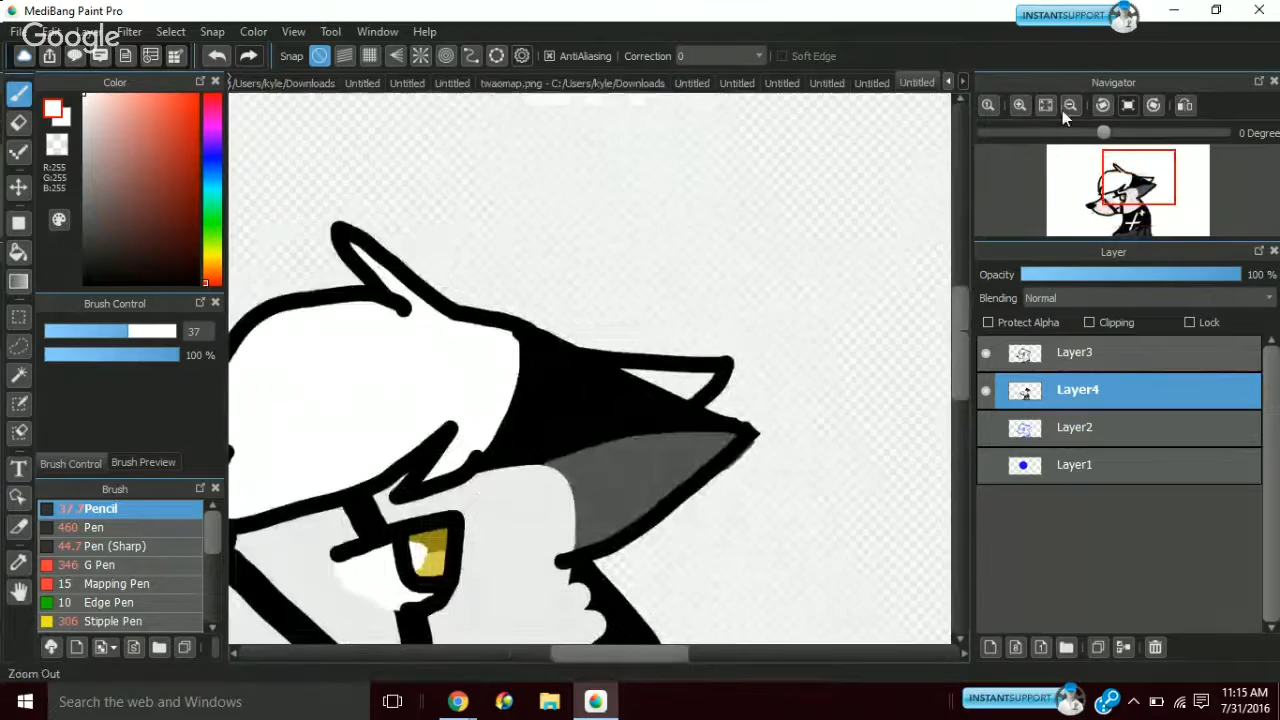 MediBang Paint Pro
INSTANTSUPPORT
File Edit Layer Filter Select Snap Color View Tool Window Help
Google
Snap AntiAliasing Correction 0 Soft Edge
Color
/Users/kyle/Downloads Untitled Untitled Untitled twaomap.png - C:/Users/kyle/Downloads Untitled Untitled Untitled Untitled Untitled Untitled
Navigator
0 Degree
R:255
G:255
B:255
Layer
Opacity 100 %
Blending Normal
Protect Alpha Clipping Lock
Brush Control
37
100 %
Layer3
Layer4
Layer2
Layer1
Brush Control Brush Preview
Brush
37.7 Pencil
460 Pen
44.7 Pen (Sharp)
346 G Pen
15 Mapping Pen
10 Edge Pen
306 Stipple Pen
Zoom Out
Search the web and Windows
INSTANTSUPPORT
11:15 AM
7/31/2016